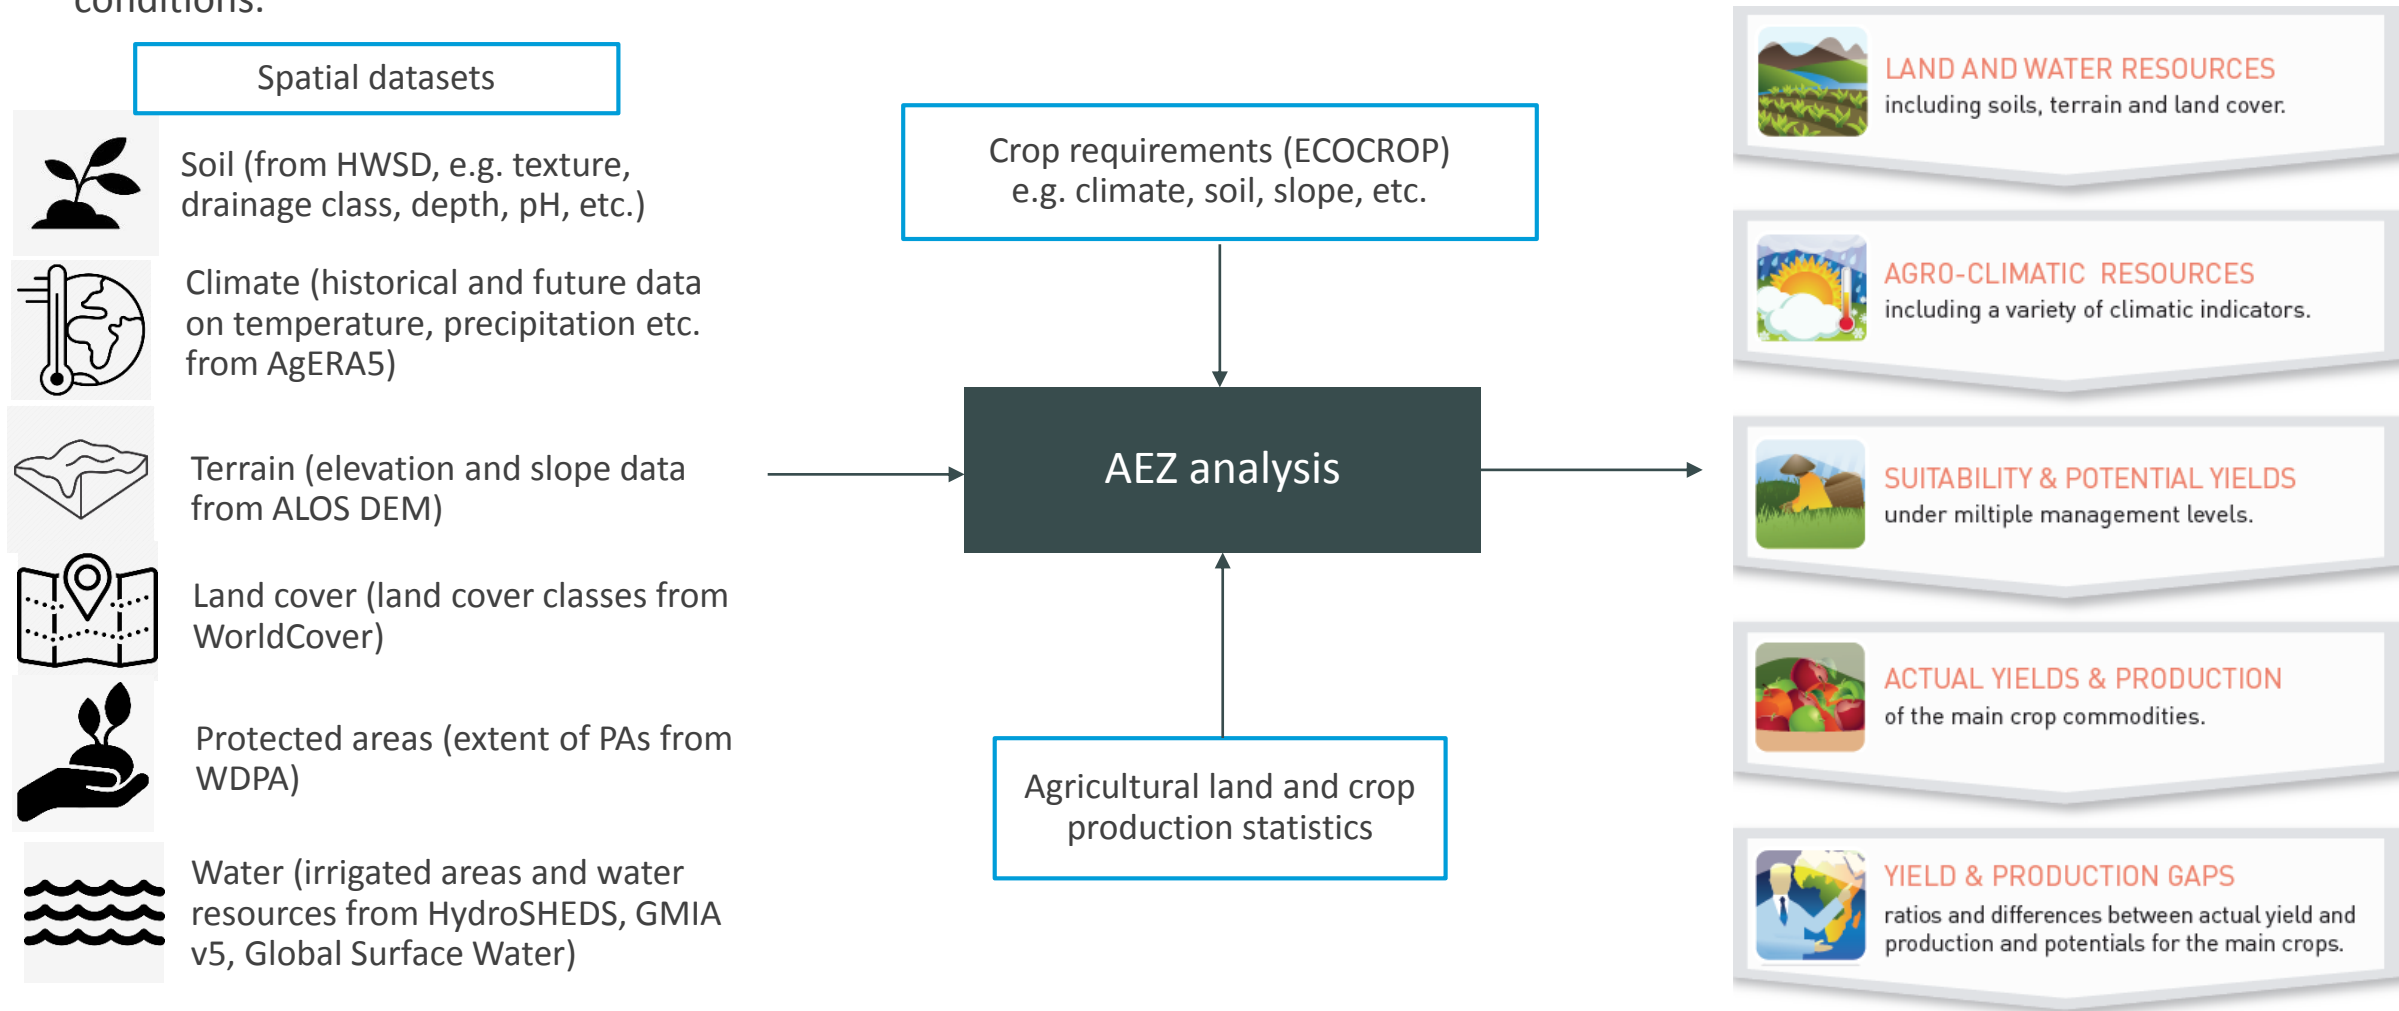 conditions.
Spatial datasets
Soil (from HWSD, e.g. texture,
drainage class, depth, pH, etc.)
Climate (historical and future data
on temperature, precipitation etc.
from AgERA5)
Terrain (elevation and slope data
from ALOS DEM)
Land cover (land cover classes from
WorldCover)
Protected areas (extent of PAs from
WDPA)
Water (irrigated areas and water
resources from HydroSHEDS, GMIA
v5, Global Surface Water)
Crop requirements (ECOCROP)
e.g. climate, soil, slope, etc.
AEZ analysis
Agricultural land and crop
production statistics
LAND AND WATER RESOURCES
including soils, terrain and land cover.
AGRO-CLIMATIC RESOURCES
including a variety of climatic indicators.
SUITABILITY & POTENTIAL YIELDS
under miltiple management levels.
ACTUAL YIELDS & PRODUCTION
of the main crop commodities.
YIELD & PRODUCTION GAPS
ratios and differences between actual yield and
production and potentials for the main crops.